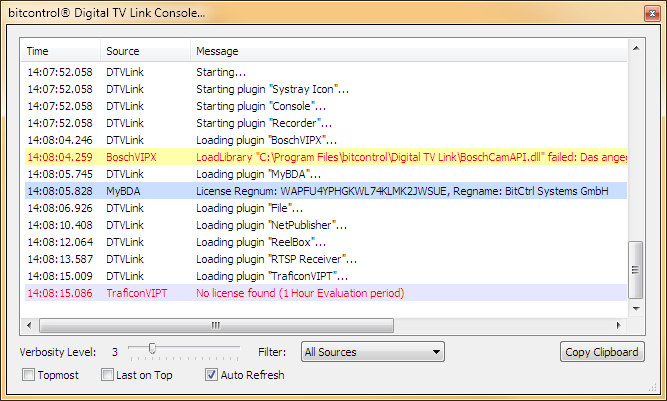 bitcontrol® Digital TV Link Console...
Time Source Message
14:07:52.058 DTVLink Starting...
14:07:52.058 DTVLink Starting plugin "Systray Icon"...
14:07:52.058 DTVLink Starting plugin "Console"...
14:07:52.058 DTVLink Starting plugin "Recorder"...
14:08:04.246 DTVLink Loading plugin "BoschVIPX"...
14:08:04.259 BoschVIPX LoadLibrary "C:\Program Files\bitcontrol\Digital TV Link\BoschCamAPI.dll" failed: Das angeg
14:08:05.745 DTVLink Loading plugin "MyBDA"...
14:08:05.828 MyBDA License Regnum: WAPFU4YPHGKWL74KLMK2JWSUE, Regname: BitCtrl Systems GmbH
14:08:06.926 DTVLink Loading plugin "File"...
14:08:10.408 DTVLink Loading plugin "NetPublisher"...
14:08:12.064 DTVLink Loading plugin "ReelBox"...
14:08:13.587 DTVLink Loading plugin "RTSP Receiver"...
14:08:15.009 DTVLink Loading plugin "TraficonVIPT"...
14:08:15.086 TraficonVIPT No license found (1 Hour Evaluation period)
Verbosity Level: 3 Filter: All Sources Copy Clipboard
Topmost Last on Top Auto Refresh